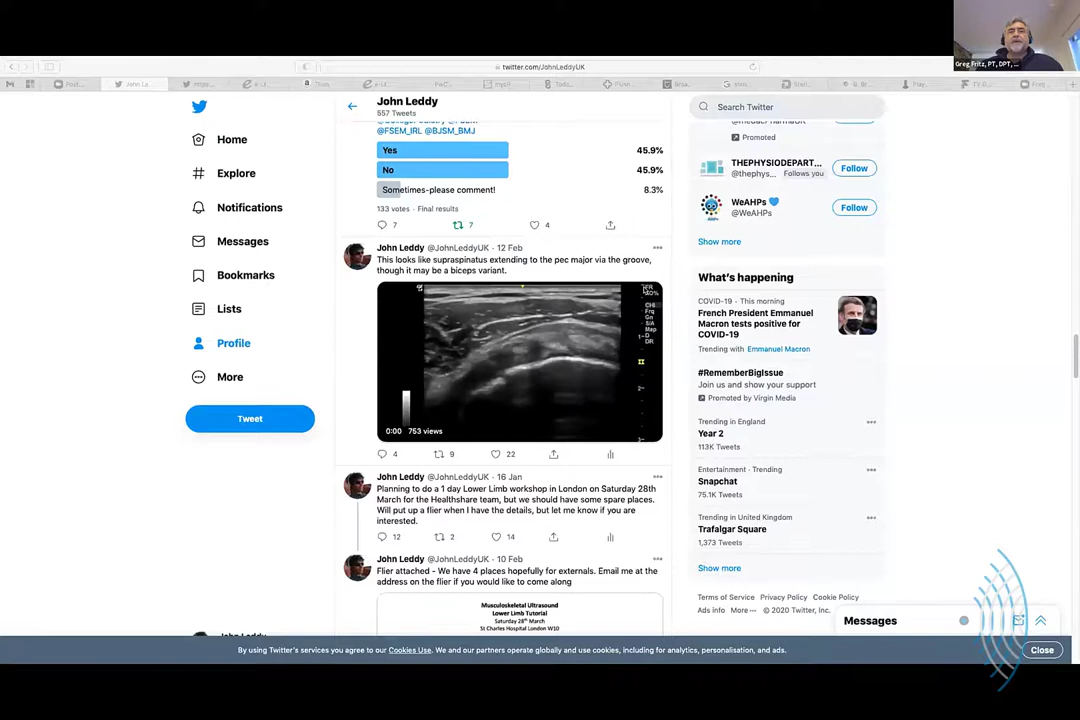 Greg Fritz, PT, DPT, ...
twitter.com/JohnLeddyUK
Home
Explore
Notifications
Messages
Bookmarks
Lists
Profile
More
Tweet
John Leddy
557 Tweets
@FSEM_IRL @BJSM_BMJ
Yes 45.9%
No 45.9%
Sometimes-please comment! 8.3%
133 votes · Final results
7 7 4
John Leddy @JohnLeddyUK · 12 Feb
This looks like supraspinatus extending to the pec major via the groove,
though it may be a biceps variant.
FR
CHI
Frq
Gn
S/A
Map
D
DR
0:00 753 views
4 9 22
John Leddy @JohnLeddyUK · 16 Jan
Planning to do a 1 day Lower Limb workshop in London on Saturday 28th
March for the Healthshare team, but we should have some spare places.
Will put up a flier when I have the details, but let me know if you are
interested.
12 2 14
John Leddy @JohnLeddyUK · 10 Feb
Flier attached - We have 4 places hopefully for externals. Email me at the
address on the flier if you would like to come along
Musculoskeletal Ultrasound
Lower Limb Tutorial
Saturday 28th March
St Charles Hospital London W10
Search Twitter
Promoted
THEPHYSIODEPART...
@thephys... Follows you
Follow
WeAHPs
@WeAHPs
Follow
Show more
What's happening
COVID-19 · This morning
French President Emmanuel
Macron tests positive for
COVID-19
Trending with Emmanuel Macron
#RememberBigIssue
Join us and show your support
Promoted by Virgin Media
Trending in England
Year 2
113K Tweets
Entertainment · Trending
Snapchat
75.1K Tweets
Trending in United Kingdom
Trafalgar Square
1,373 Tweets
Show more
Terms of Service Privacy Policy Cookie Policy
Ads info More ··· © 2020 Twitter, Inc.
Messages
By using Twitter's services you agree to our Cookies Use. We and our partners operate globally and use cookies, including for analytics, personalisation, and ads.
Close